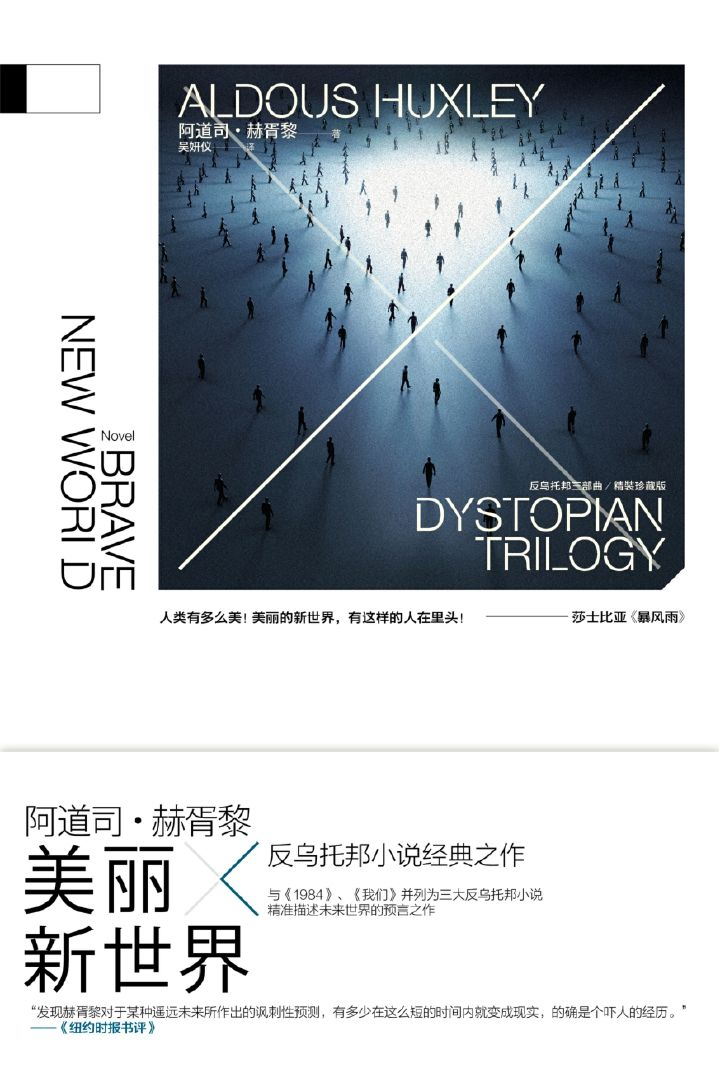 ALDOUS HUXLEY
阿道司・赫胥黎——著
吴妍仪——译
NEW WORLD
Novel
BRAVE
反乌托邦三部曲／精裝珍藏版
DYSTOPIAN
TRILOGY
人类有多么美！美丽的新世界，有这样的人在里头！ ——莎士比亚《暴风雨》
阿道司・赫胥黎
美丽
新世界
反乌托邦小说经典之作
与《1984》、《我们》并列为三大反乌托邦小说
精准描述未来世界的预言之作
“发现赫胥黎对于某种遥远未来所作出的讽刺性预测，有多少在这么短的时间内就变成现实，的确是个吓人的经历。”
——《纽约时报书评》